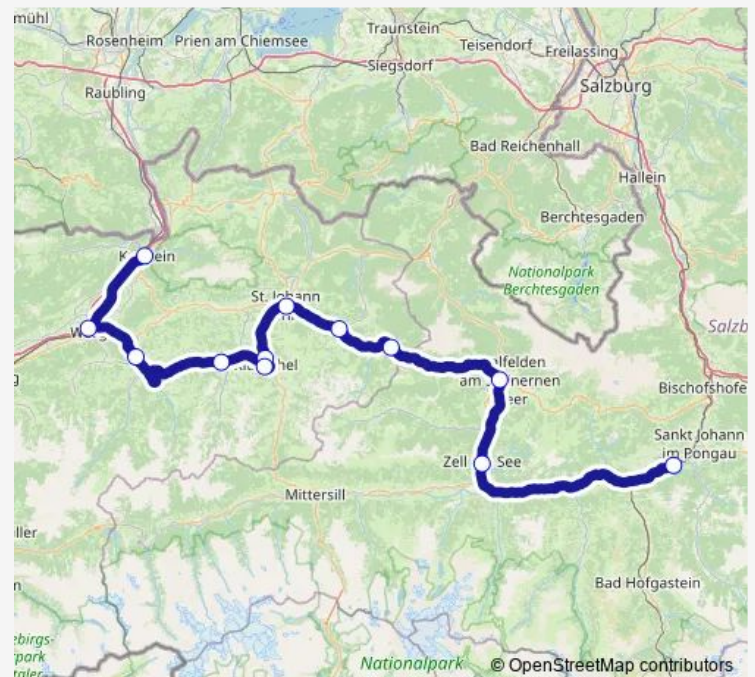 mühl
Traunstein
Rosenheim
Prien am Chiemsee
Teisendorf
Freilassing
Siegsdorf
Raubling
Salzburg
Bad Reichenhall
Hallein
Berchtesgaden
Nationalpark
Berchtesgaden
St. Johann
Salzb
am
Bischofshofe
Sankt Johann
im Pongau
Zell
See
Mittersill
Bad Hofgastein
Nationalpark
© OpenStreetMap contributors